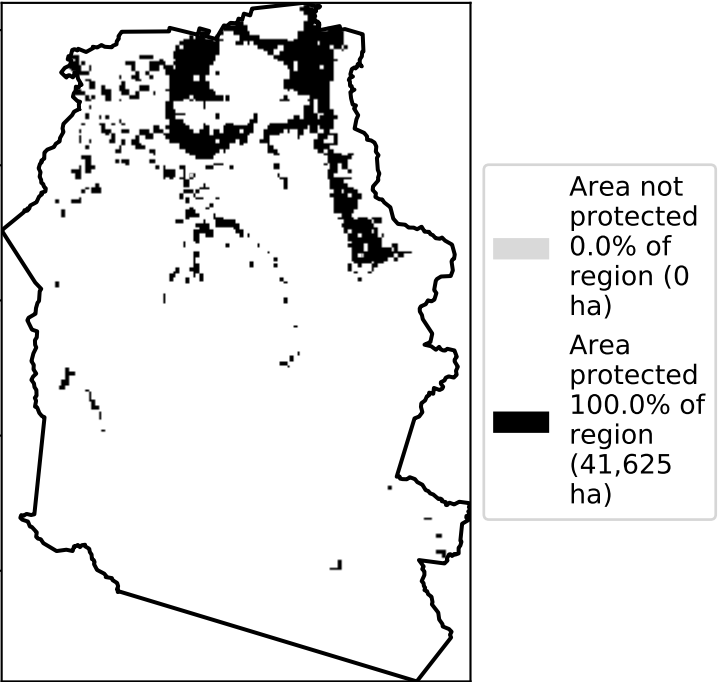 Area not
protected
0.0% of
region (0
ha)
Area
protected
100.0% of
region
(41,625
ha)